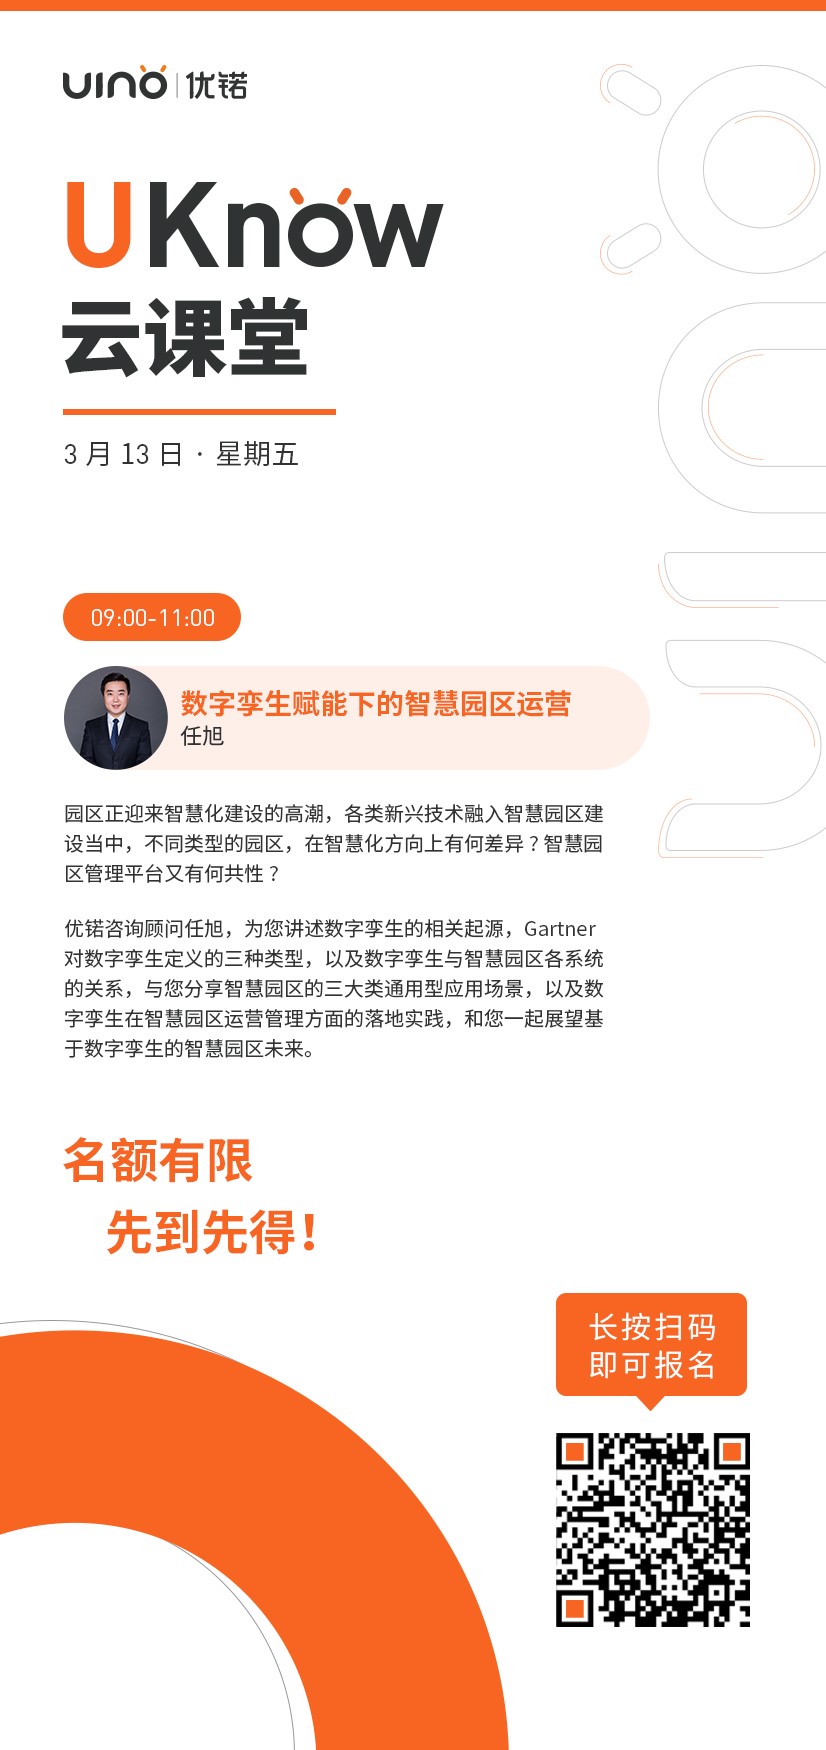 uıno 优锘
UKnow
云课堂
3 月 13 日 · 星期五
09:00-11:00
数字孪生赋能下的智慧园区运营
任旭
园区正迎来智慧化建设的高潮，各类新兴技术融入智慧园区建
设当中，不同类型的园区，在智慧化方向上有何差异？智慧园
区管理平台又有何共性？
优锘咨询顾问任旭，为您讲述数字孪生的相关起源，Gartner
对数字孪生定义的三种类型，以及数字孪生与智慧园区各系统
的关系，与您分享智慧园区的三大类通用型应用场景，以及数
字孪生在智慧园区运营管理方面的落地实践，和您一起展望基
于数字孪生的智慧园区未来。
名额有限
先到先得！
长按扫码
即可报名